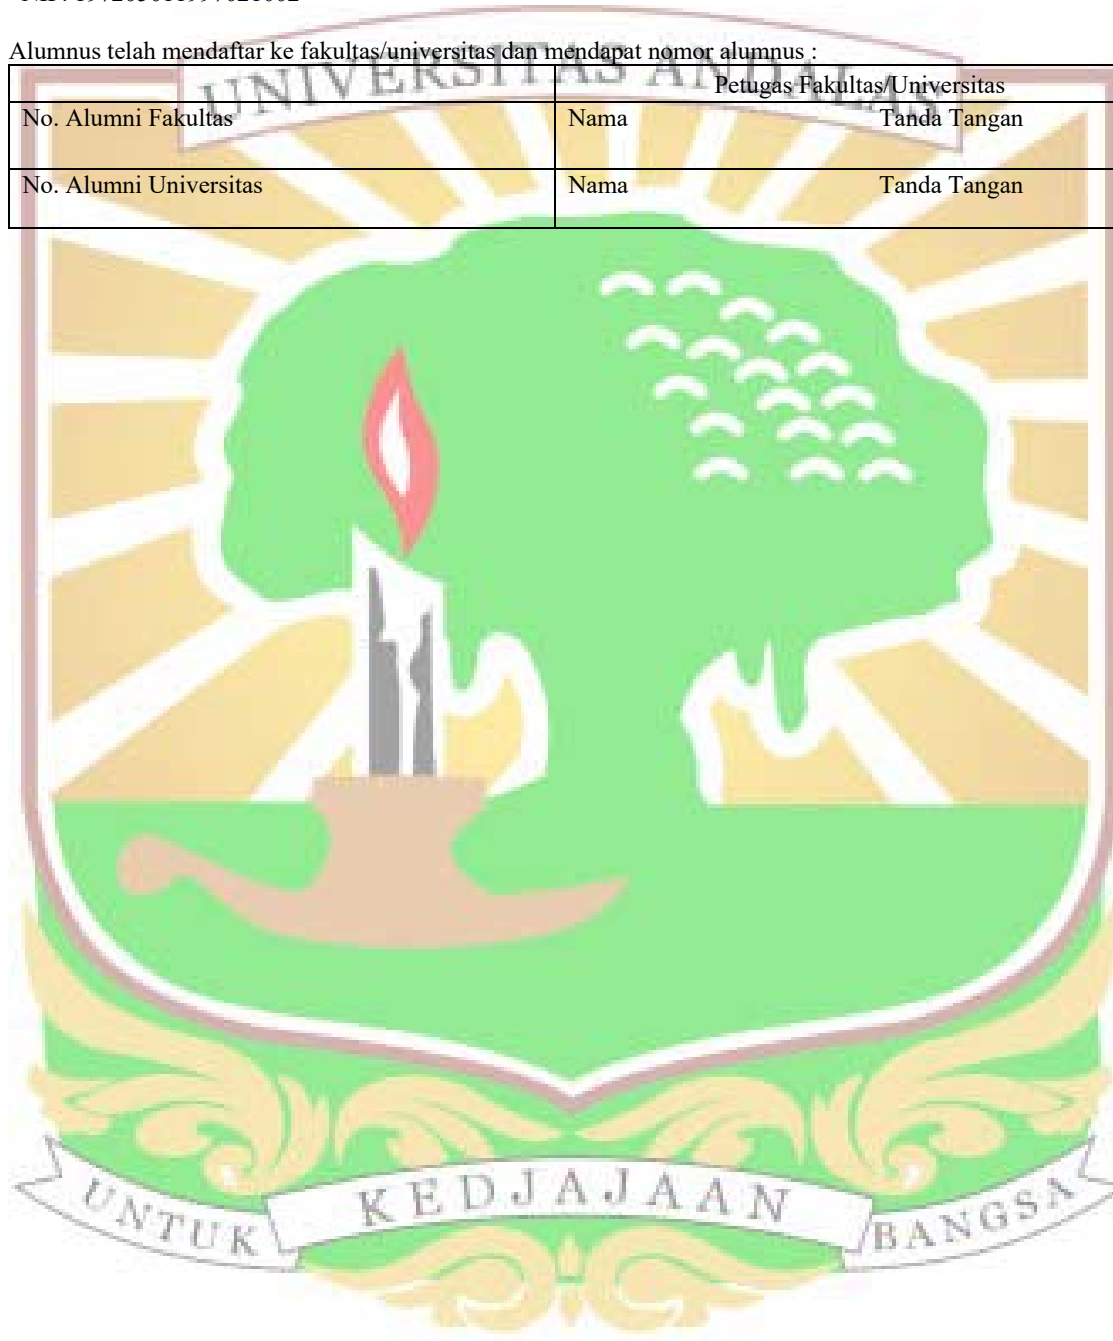 Alumnus telah mendaftar ke fakultas/universitas dan mendapat nomor alumnus :
UNIVERSITAS ANDALAS
Petugas Fakultas/Universitas
No. Alumni Fakultas Nama Tanda Tangan
No. Alumni Universitas Nama Tanda Tangan
UNTUK KEDJAJAAN BANGSA